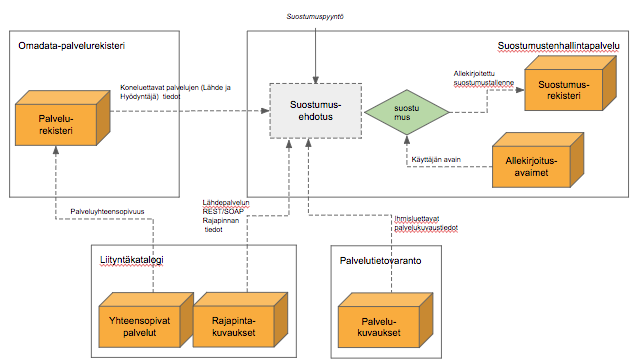 Suostumuspyyntö
Omadata-palvelurekisteri
Suostumustenhallintapalvelu
Koneluettavat palvelujen (Lähde ja
Hyödyntäjä) tiedot
Palvelu-
rekisteri
Suostumus-
ehdotus
suostu
mus
Allekirjoitettu
suostumustallenne
Suostumus-
rekisteri
Käyttäjän avain
Allekirjoitus-
avaimet
Palveluyhteensopivuus
Lähdepalvelun
REST/SOAP
Rajapinnan
tiedot
Ihmisluettavat
palvelukuvaustiedot
Liityntäkatalogi
Palvelutietovaranto
Yhteensopivat
palvelut
Rajapinta-
kuvaukset
Palvelu-
kuvaukset